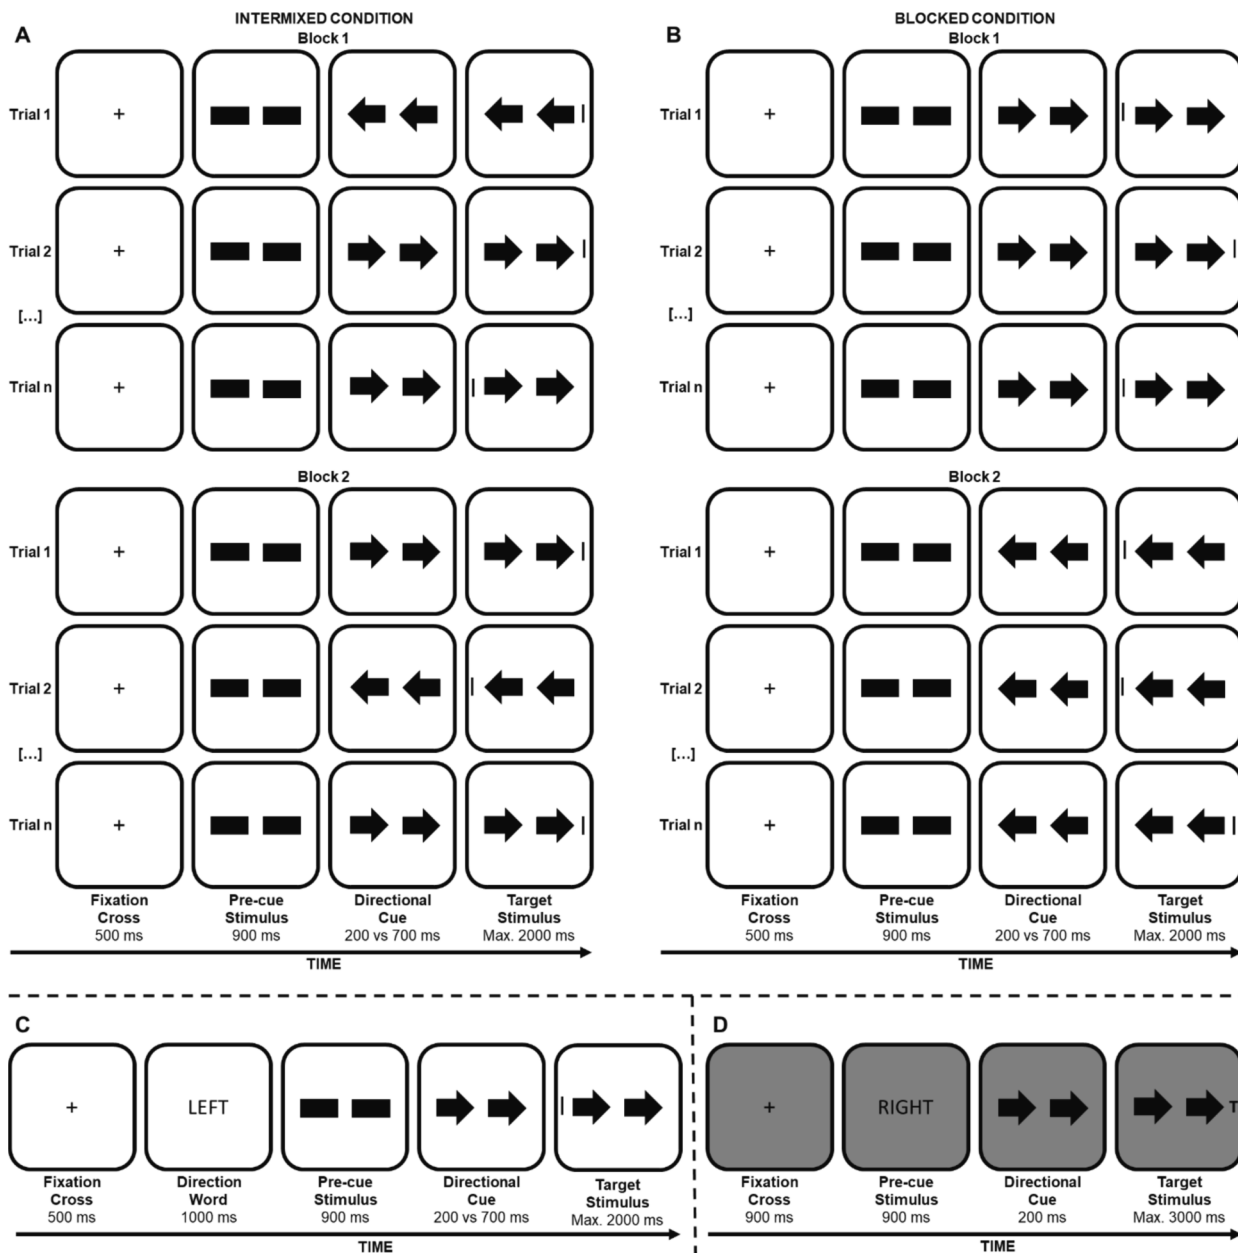 A
INTERMIXED CONDITION
Block 1
Trial 1
+
Trial 2
+
[...]
Trial n
+
Block 2
Trial 1
+
Trial 2
+
[...]
Trial n
+
Fixation Cross
500 ms
Pre-cue Stimulus
900 ms
Directional Cue
200 vs 700 ms
Target Stimulus
Max. 2000 ms
TIME
B
BLOCKED CONDITION
Block 1
Trial 1
+
Trial 2
+
[...]
Trial n
+
Block 2
Trial 1
+
Trial 2
+
[...]
Trial n
+
Fixation Cross
500 ms
Pre-cue Stimulus
900 ms
Directional Cue
200 vs 700 ms
Target Stimulus
Max. 2000 ms
TIME
C
+
LEFT
Fixation Cross
500 ms
Direction Word
1000 ms
Pre-cue Stimulus
900 ms
Directional Cue
200 vs 700 ms
Target Stimulus
Max. 2000 ms
TIME
D
+
RIGHT
T
Fixation Cross
900 ms
Pre-cue Stimulus
900 ms
Directional Cue
200 ms
Target Stimulus
Max. 3000 ms
TIME